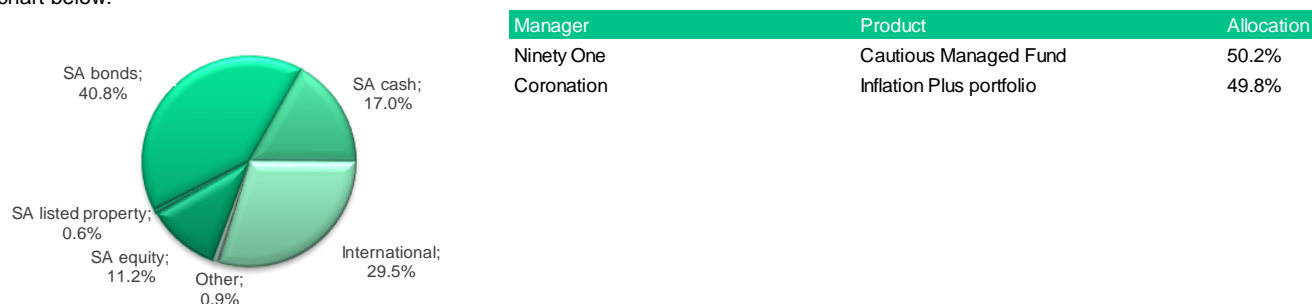 chart below.
SA bonds;
40.8%
SA cash;
17.0%
SA listed property;
0.6%
SA equity;
11.2%
Other;
0.9%
International;
29.5%
Manager Product Allocation
Ninety One Cautious Managed Fund 50.2%
Coronation Inflation Plus portfolio 49.8%